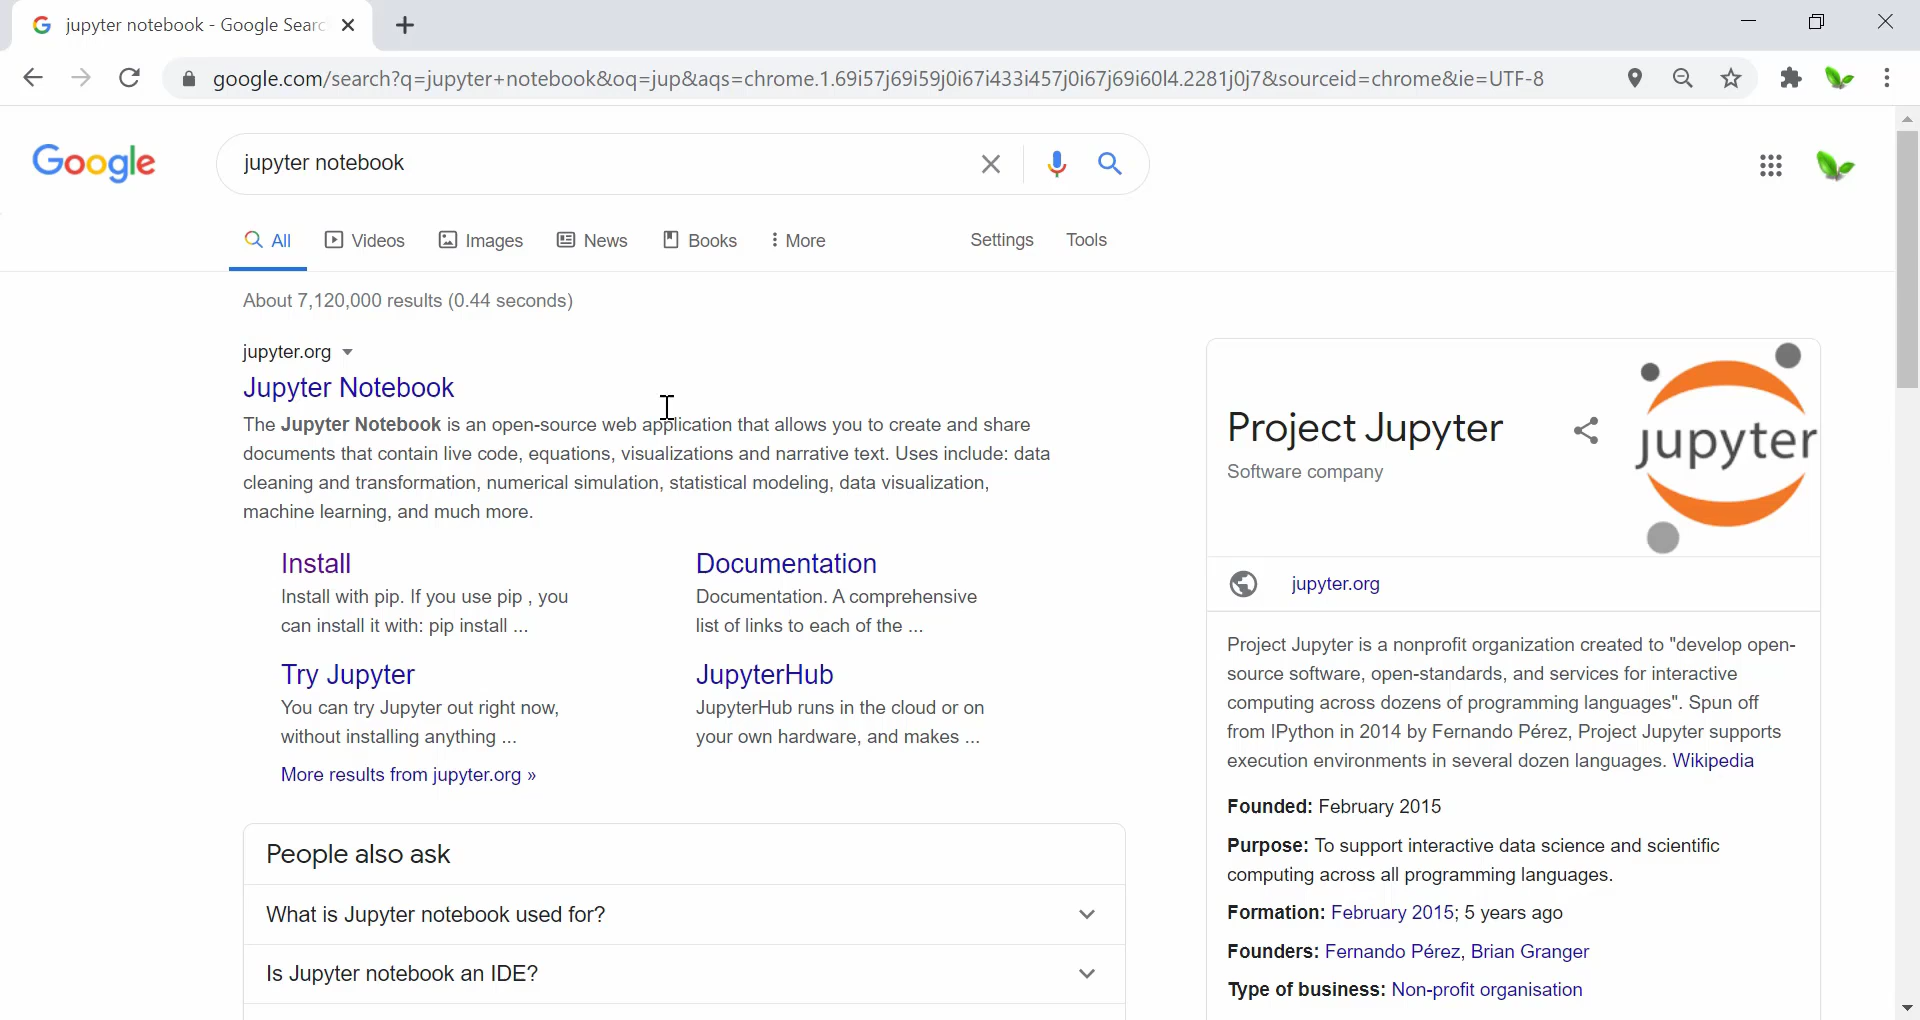 jupyter notebook - Google Sear
google.com/search?q=jupyter+notebook&oq=jup&aqs=chrome.1.69i57j69i59j0i67i433i457j0i67j69i60l4.2281j0j7&sourceid=chrome&ie=UTF-8
Google
jupyter notebook
All Videos Images News Books More Settings Tools
About 7,120,000 results (0.44 seconds)
jupyter.org
Jupyter Notebook
The Jupyter Notebook is an open-source web application that allows you to create and share
documents that contain live code, equations, visualizations and narrative text. Uses include: data
cleaning and transformation, numerical simulation, statistical modeling, data visualization,
machine learning, and much more.
Install
Install with pip. If you use pip , you
can install it with: pip install ...
Documentation
Documentation. A comprehensive
list of links to each of the ...
Try Jupyter
You can try Jupyter out right now,
without installing anything ...
JupyterHub
JupyterHub runs in the cloud or on
your own hardware, and makes ...
More results from jupyter.org »
People also ask
What is Jupyter notebook used for?
Is Jupyter notebook an IDE?
Project Jupyter
Software company
jupyter
jupyter.org
Project Jupyter is a nonprofit organization created to "develop open-
source software, open-standards, and services for interactive
computing across dozens of programming languages". Spun off
from IPython in 2014 by Fernando Pérez, Project Jupyter supports
execution environments in several dozen languages. Wikipedia
Founded: February 2015
Purpose: To support interactive data science and scientific
computing across all programming languages.
Formation: February 2015; 5 years ago
Founders: Fernando Pérez, Brian Granger
Type of business: Non-profit organisation